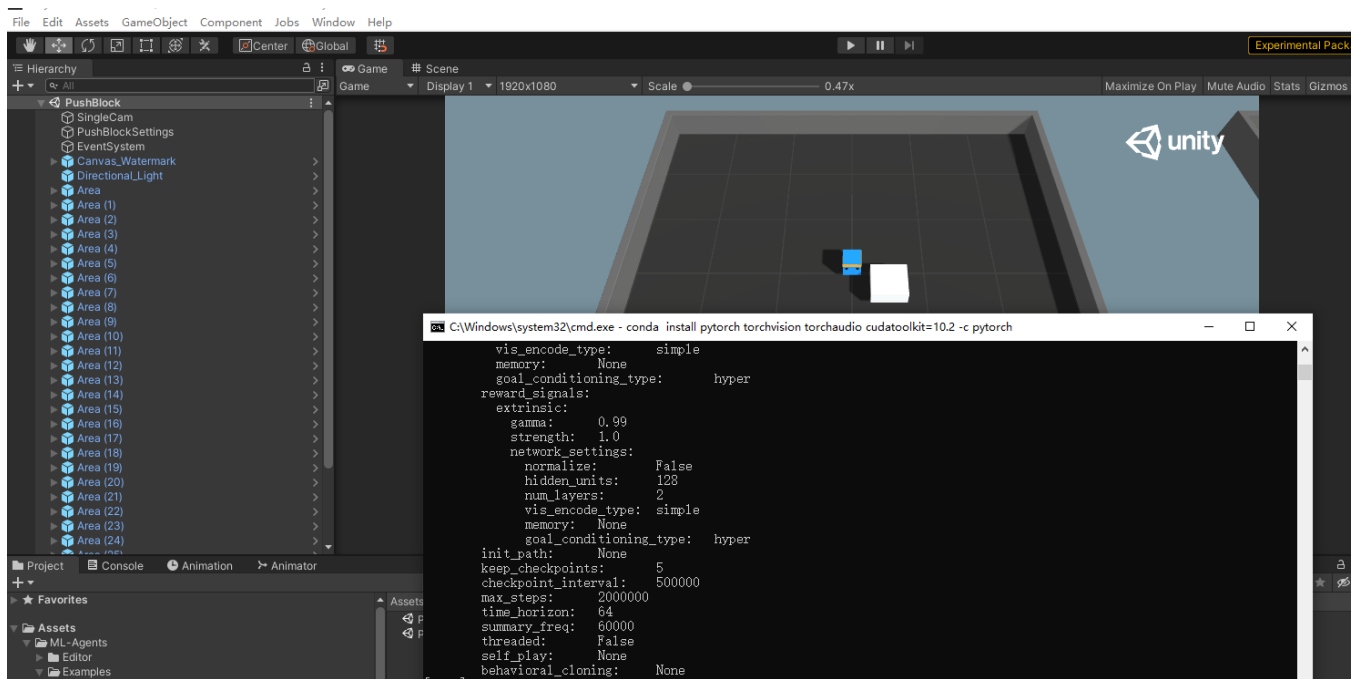 File Edit Assets GameObject Component Jobs Window Help
Center Global
Experimental Pack
Hierarchy
All
PushBlock
SingleCam
PushBlockSettings
EventSystem
Canvas_Watermark
Directional_Light
Area
Area (1)
Area (2)
Area (3)
Area (4)
Area (5)
Area (6)
Area (7)
Area (8)
Area (9)
Area (10)
Area (11)
Area (12)
Area (13)
Area (14)
Area (15)
Area (16)
Area (17)
Area (18)
Area (19)
Area (20)
Area (21)
Area (22)
Area (23)
Area (24)
Game Scene
Game Display 1 1920x1080 Scale 0.47x Maximize On Play Mute Audio Stats Gizmos
unity
C:\Windows\system32\cmd.exe - conda install pytorch torchvision torchaudio cudatoolkit=10.2 -c pytorch
vis_encode_type: simple
memory: None
goal_conditioning_type: hyper
reward_signals:
extrinsic:
gamma: 0.99
strength: 1.0
network_settings:
normalize: False
hidden_units: 128
num_layers: 2
vis_encode_type: simple
memory: None
goal_conditioning_type: hyper
init_path: None
keep_checkpoints: 5
checkpoint_interval: 500000
max_steps: 2000000
time_horizon: 64
summary_freq: 60000
threaded: False
self_play: None
behavioral_cloning: None
Project Console Animation Animator
Favorites
Assets
ML-Agents
Editor
Examples
Assets
P
P